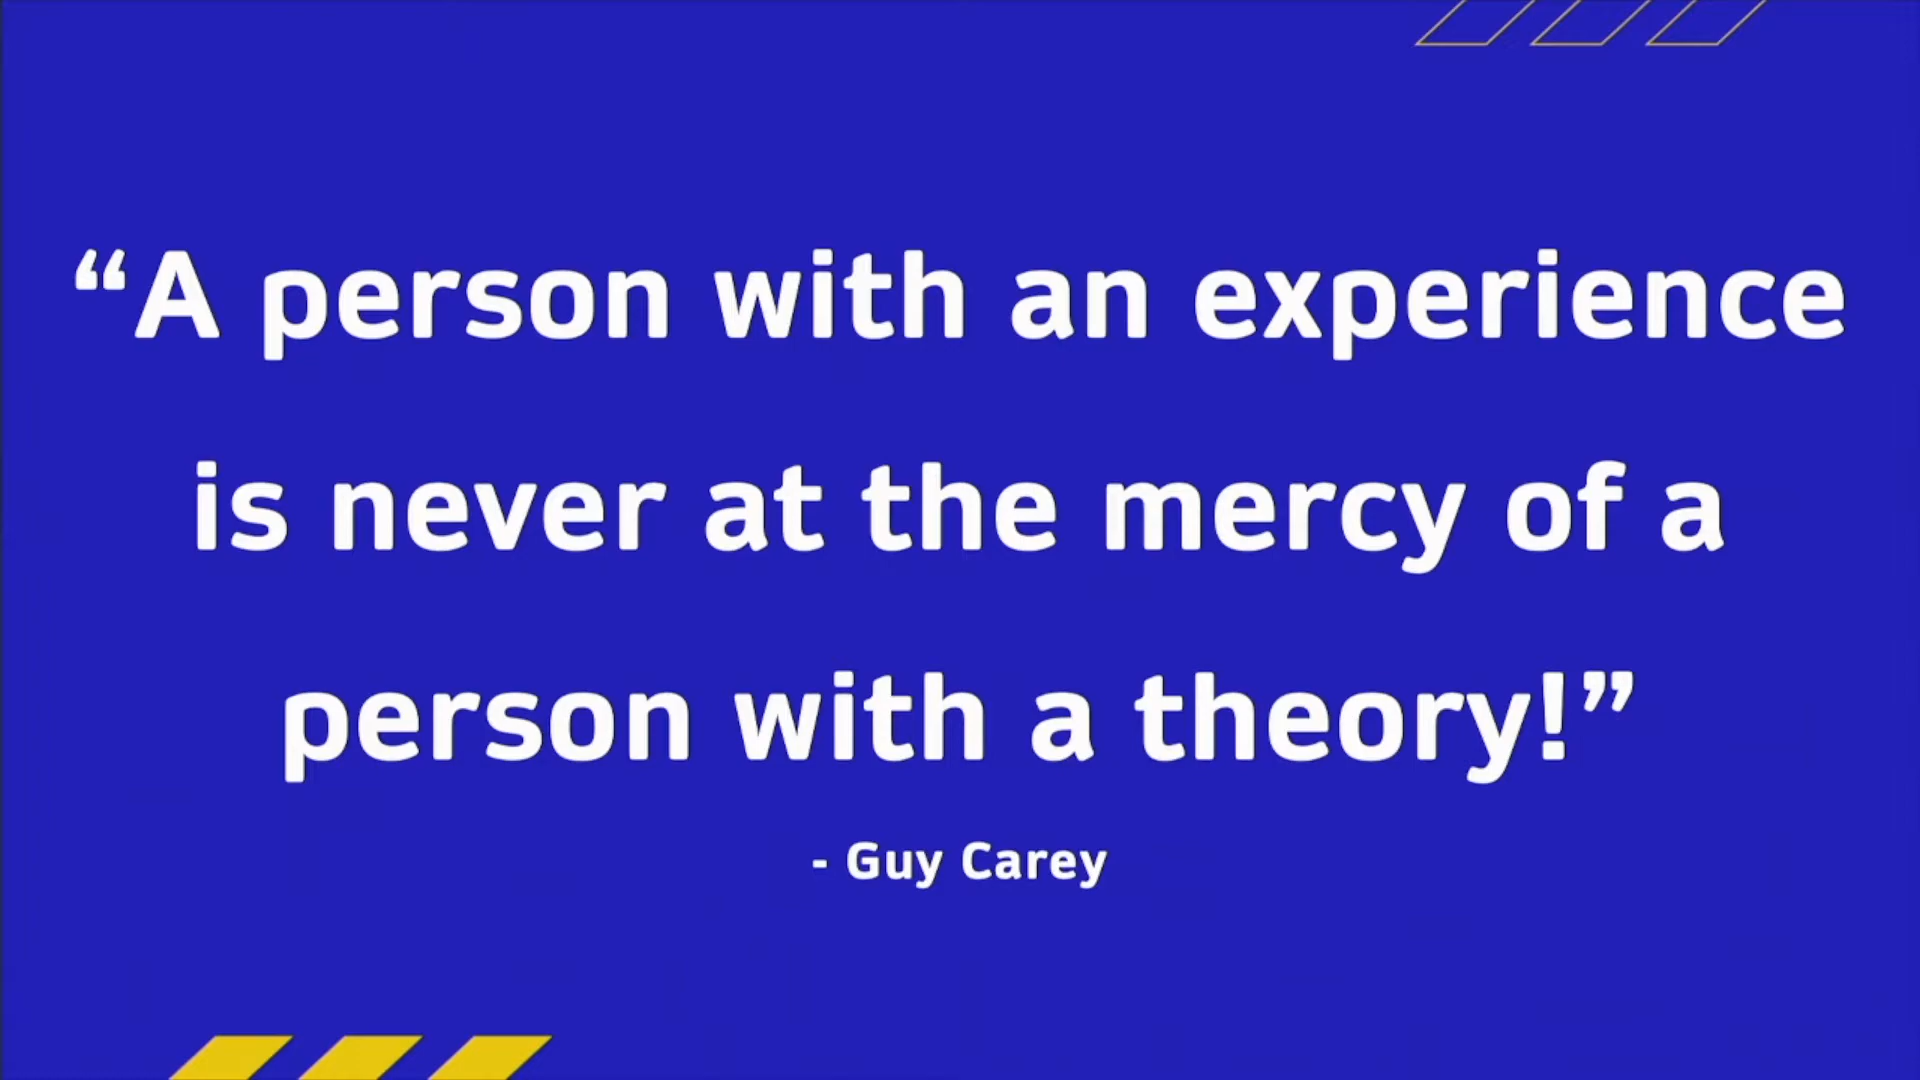 “A person with an experience
is never at the mercy of a
person with a theory!”
- Guy Carey